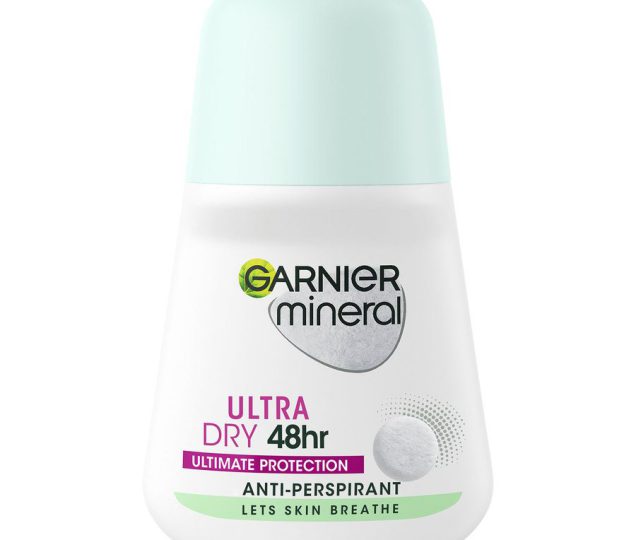 GARNIER
mineral
ULTRA
DRY 48hr
ULTIMATE PROTECTION
ANTI-PERSPIRANT
LETS SKIN BREATHE